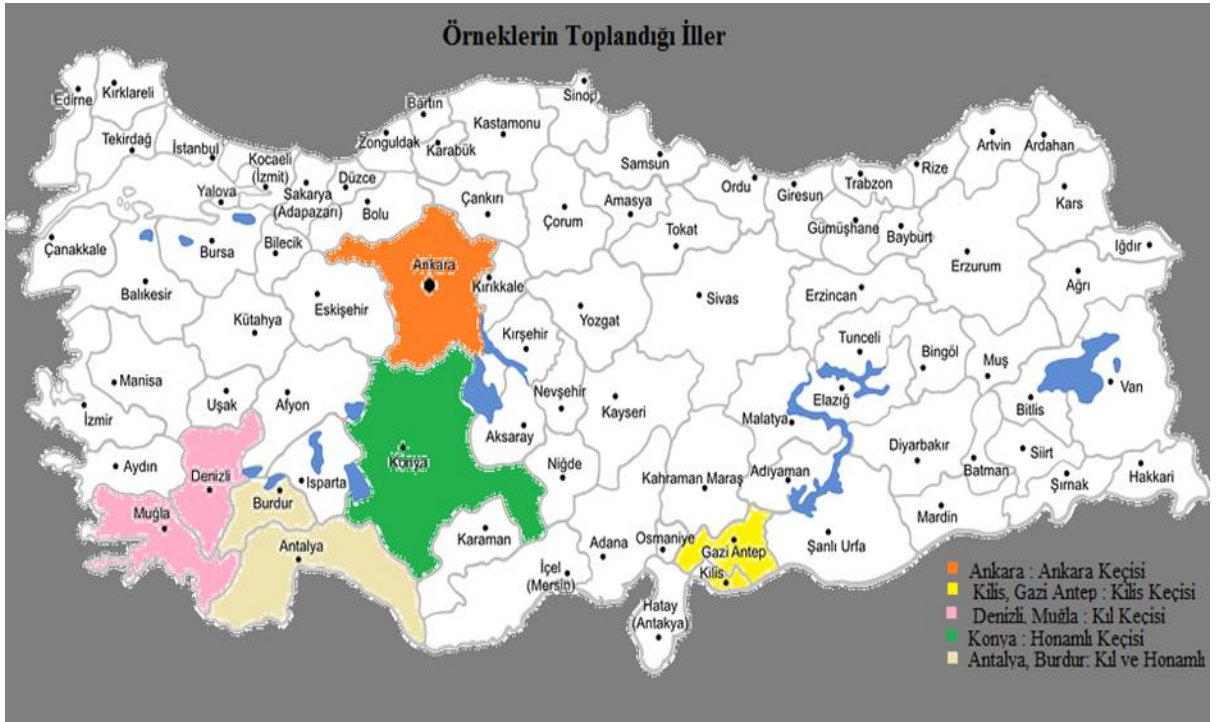 Örneklerin Toplandığı İller
Edirne
Kırklareli
Tekirdağ
İstanbul
Kocaeli
(İzmit)
Yalova
Sakarya
(Adapazarı)
Düzce
Bolu
Zonguldak
Bartın
Karabük
Kastamonu
Sinop
Çankırı
Çorum
Samsun
Amasya
Tokat
Ordu
Giresun
Trabzon
Rize
Artvin
Ardahan
Gümüşhane
Bayburt
Kars
Iğdır
Erzurum
Ağrı
Çanakkale
Bursa
Bilecik
Balıkesir
Eskişehir
Kütahya
Ankara
Kırıkkale
Yozgat
Sivas
Erzincan
Tunceli
Bingöl
Muş
Van
Bitlis
Kırşehir
Nevşehir
Kayseri
Malatya
Elazığ
Manisa
İzmir
Uşak
Afyon
Aksaray
Aydın
Denizli
Burdur
Isparta
Konya
Niğde
Kahraman Maraş
Adıyaman
Diyarbakır
Batman
Siirt
Şırnak
Hakkari
Mardin
Muğla
Antalya
Karaman
İçel
(Mersin)
Adana
Osmaniye
Gazi Antep
Kilis
Şanlı Urfa
Hatay
(Antakya)
Ankara : Ankara Keçisi
Kilis, Gazi Antep : Kilis Keçisi
Denizli, Muğla : Kıl Keçisi
Konya : Honamlı Keçisi
Antalya, Burdur: Kıl ve Honamlı